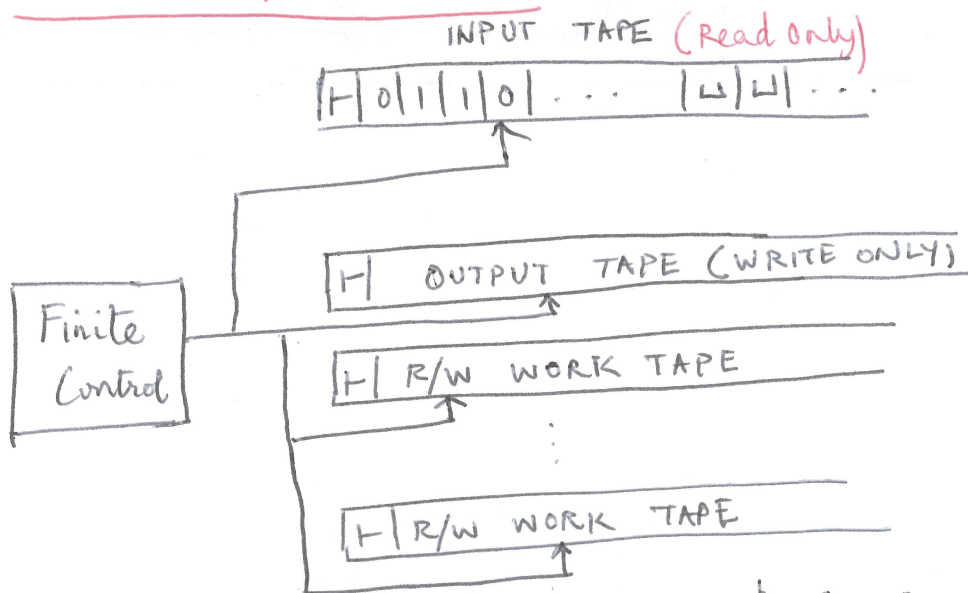 INPUT TAPE (Read Only)
⊢ 0 1 1 0 . . . ⊔ ⊔ . . .
⊢ OUTPUT TAPE (WRITE ONLY)
Finite
Control
⊢ R/W WORK TAPE
⋮
⊢ R/W WORK TAPE